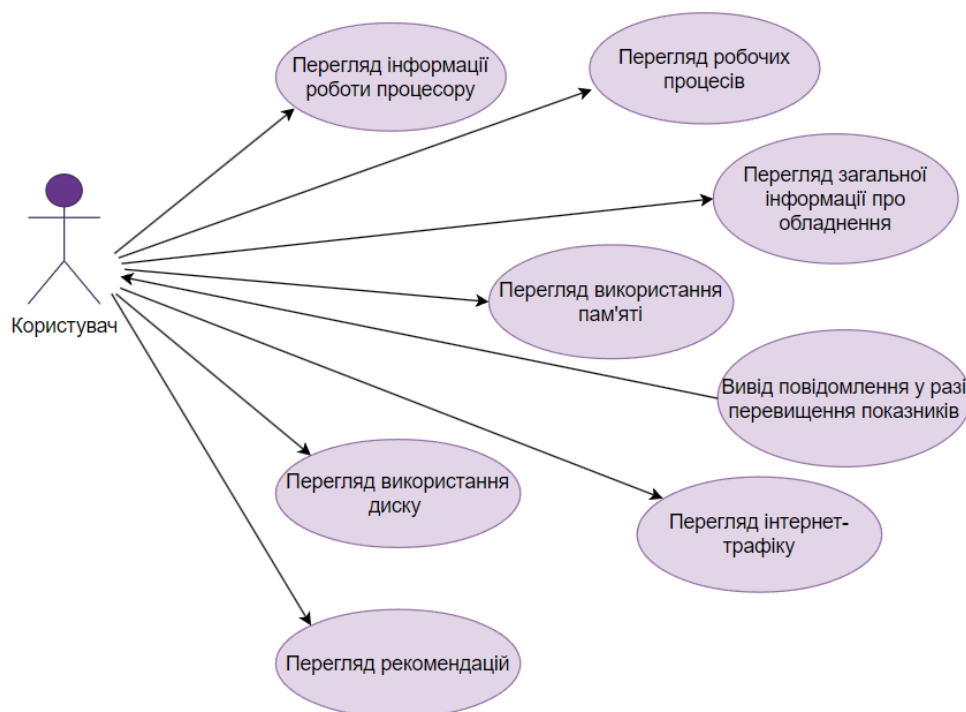 Перегляд інформації
роботи процесору
Перегляд робочих
процесів
Перегляд загальної
інформації про
обладнення
Користувач
Перегляд використання
пам'яті
Вивід повідомлення у разі
перевищення показників
Перегляд використання
диску
Перегляд інтернет-
трафіку
Перегляд рекомендацій